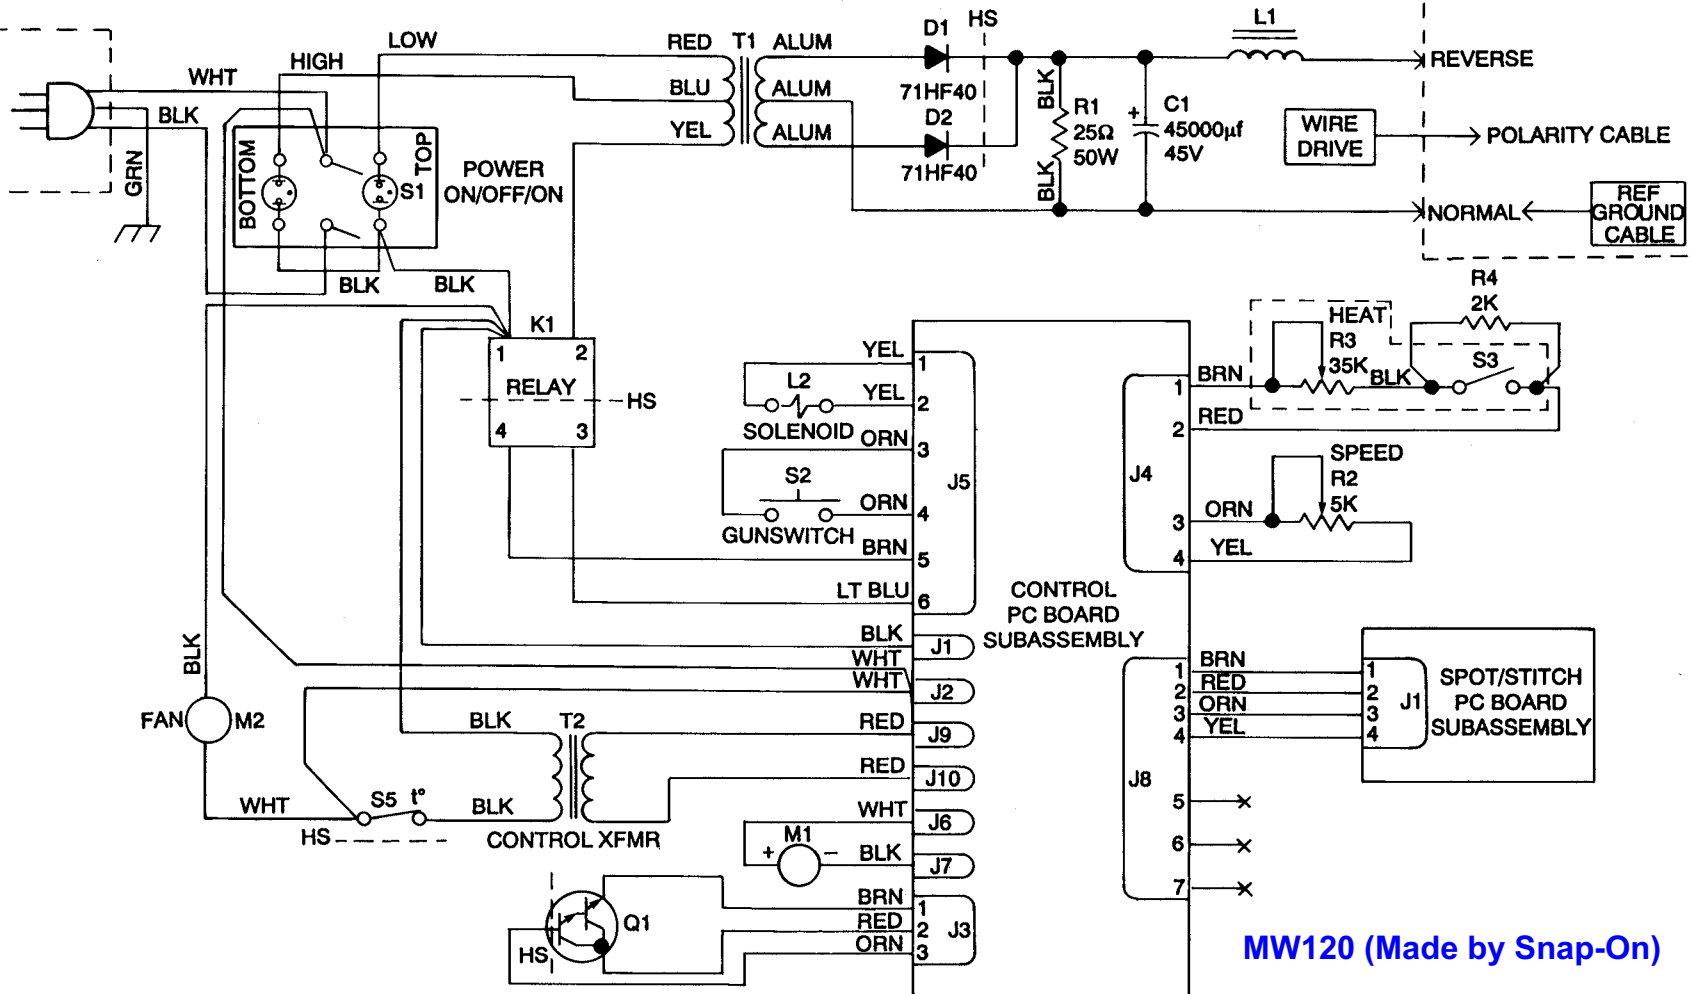 LOW
HIGH
WHT
BLK
GRN
BOTTOM
TOP
S1
POWER
ON/OFF/ON
BLK
BLK
RED
BLU
YEL
T1
ALUM
ALUM
ALUM
D1
71HF40
D2
71HF40
HS
BLK
BLK
R1
25Ω
50W
+
C1
45000µf
45V
L1
REVERSE
WIRE
DRIVE
POLARITY CABLE
NORMAL
REF
GROUND
CABLE
K1
1
2
RELAY
HS
4
3
YEL
1
L2
YEL
2
SOLENOID
ORN
3
S2
ORN
4
GUNSWITCH
BRN
5
LT BLU
6
J5
BLK
J1
WHT
WHT
J2
RED
J9
RED
J10
WHT
J6
+
M1
−
BLK
J7
BRN
1
RED
2
ORN
3
J3
Q1
HS
BLK
FAN
M2
WHT
S5
t°
HS
BLK
T2
BLK
CONTROL XFMR
CONTROL
PC BOARD
SUBASSEMBLY
J4
1
BRN
HEAT
R3
35K
BLK
S3
R4
2K
2
RED
SPEED
R2
5K
3
ORN
4
YEL
J8
1
BRN
1
2
RED
2
3
ORN
3
4
YEL
4
5
6
7
J1
SPOT/STITCH
PC BOARD
SUBASSEMBLY
MW120 (Made by Snap-On)